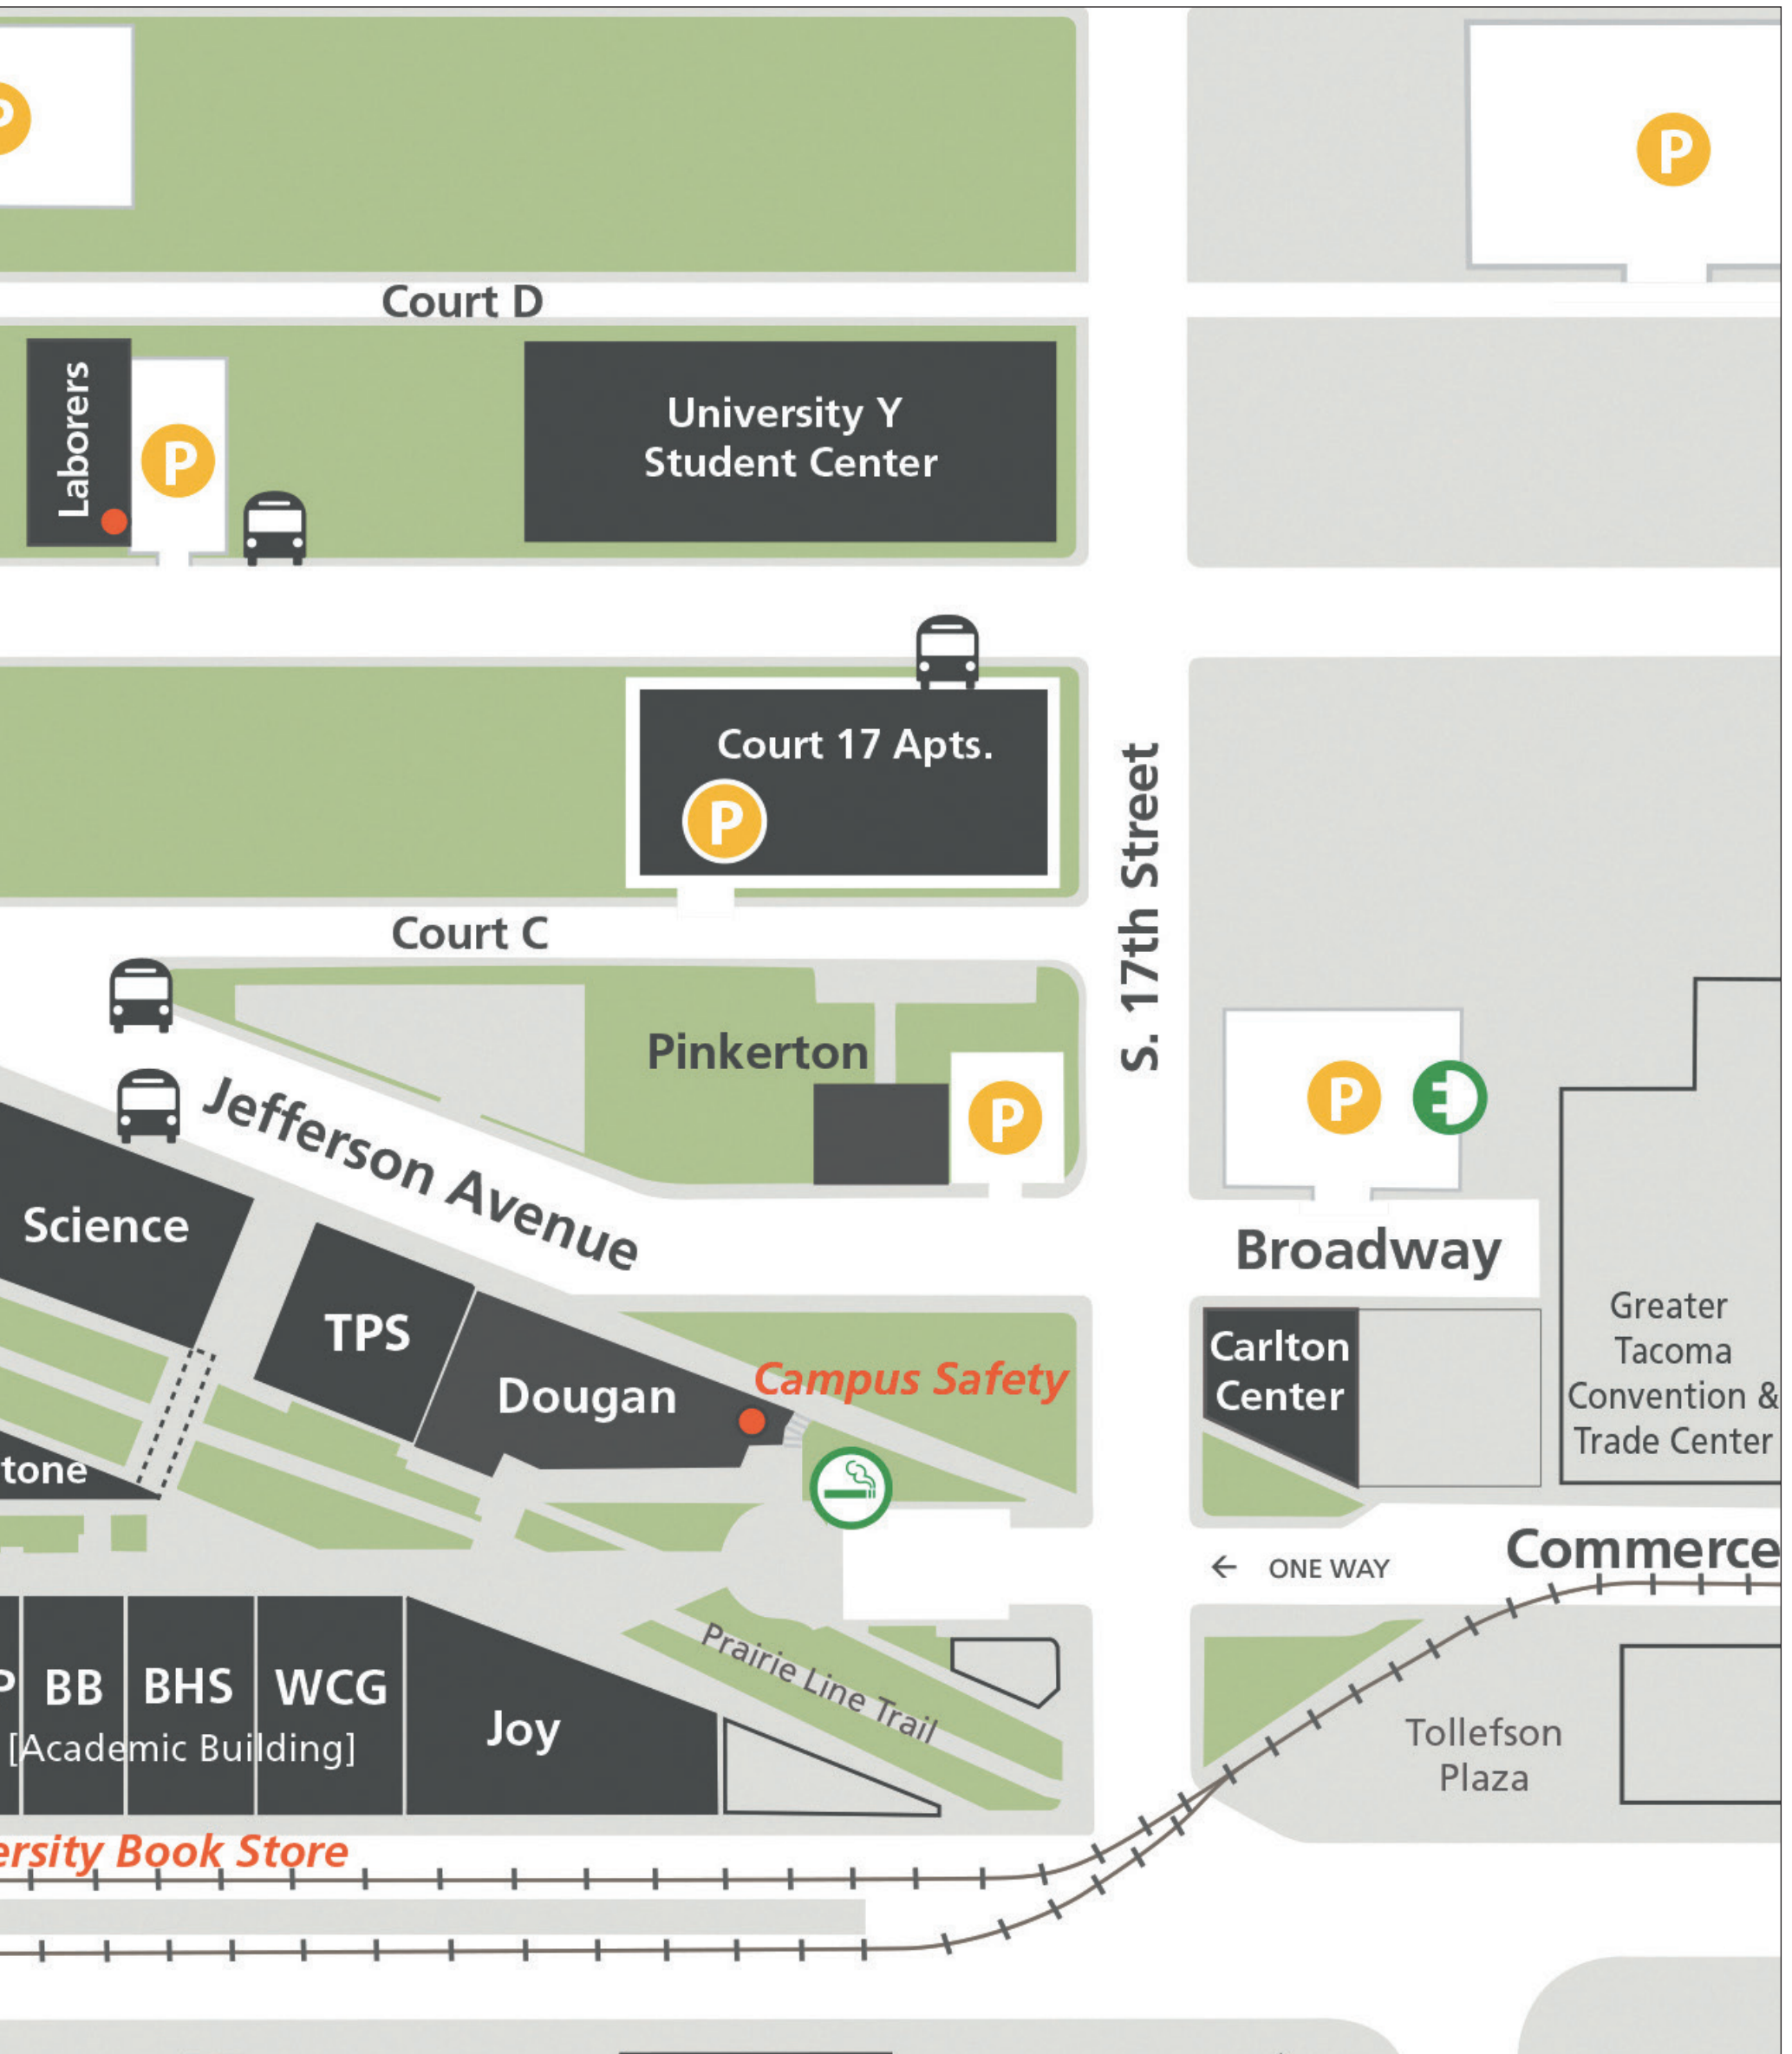 P
P
Court D
Laborers
P
University Y
Student Center
Court 17 Apts.
P
S. 17th Street
Court C
Pinkerton
P
P
Jefferson Avenue
Science
Broadway
TPS
Dougan
Campus Safety
Carlton
Center
Greater
Tacoma
Convention &
Trade Center
tone
← ONE WAY
Commerce
P
BB
BHS
WCG
[Academic Building]
Joy
Prairie Line Trail
Tollefson
Plaza
ersity Book Store